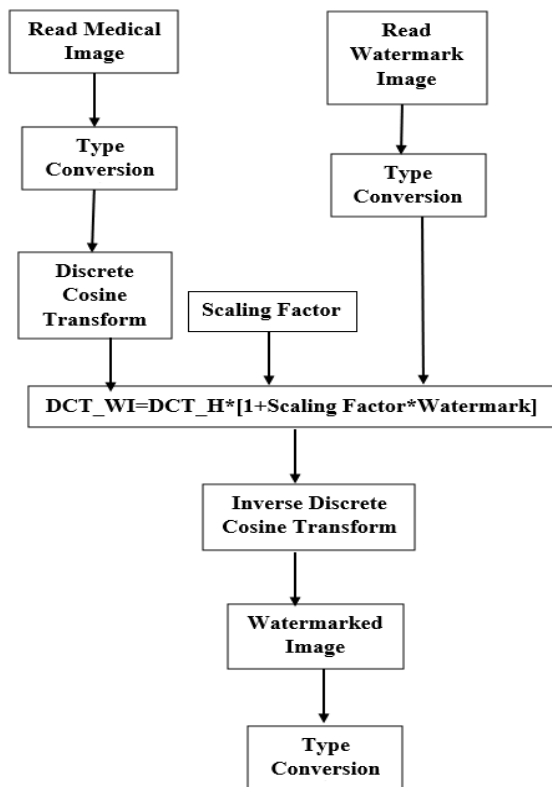 Read Medical
Image
Read
Watermark
Image
Type
Conversion
Type
Conversion
Discrete
Cosine
Transform
Scaling Factor
DCT_WI=DCT_H*[1+Scaling Factor*Watermark]
Inverse Discrete
Cosine Transform
Watermarked
Image
Type
Conversion